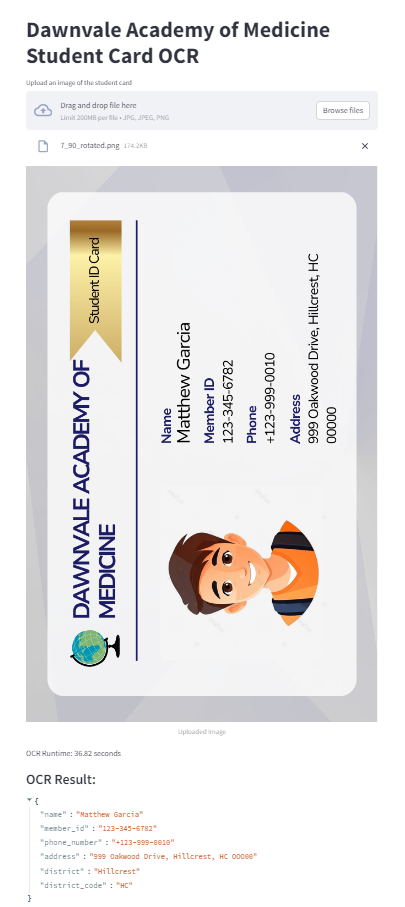 Dawnvale Academy of Medicine
Student Card OCR
Upload an image of the student card
Drag and drop file here
Limit 200MB per file • JPG, JPEG, PNG
Browse files
7_90_rotated.png 174.2KB
DAWNVALE ACADEMY OF
MEDICINE
Student ID Card
Name
Matthew Garcia
Member ID
123-345-6782
Phone
+123-999-0010
Address
999 Oakwood Drive, Hillcrest, HC
00000
Uploaded Image
OCR Runtime: 36.82 seconds
OCR Result:
{
"name" : "Matthew Garcia"
"member_id" : "123-345-6782"
"phone_number" : "+123-999-0010"
"address" : "999 Oakwood Drive, Hillcrest, HC 00000"
"district" : "Hillcrest"
"district_code" : "HC"
}